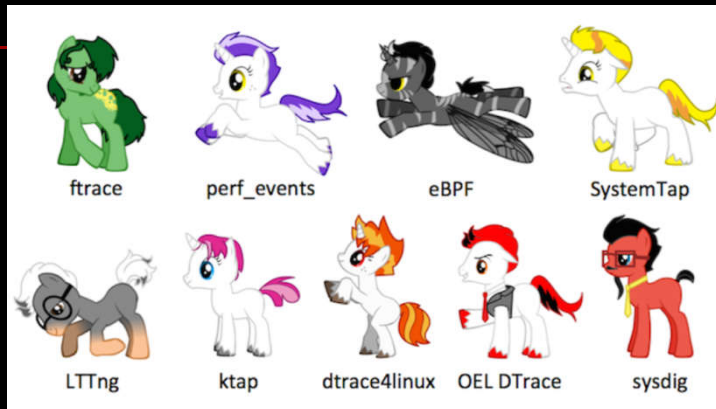 ftrace perf_events eBPF SystemTap
LTTng ktap dtrace4linux OEL DTrace sysdig